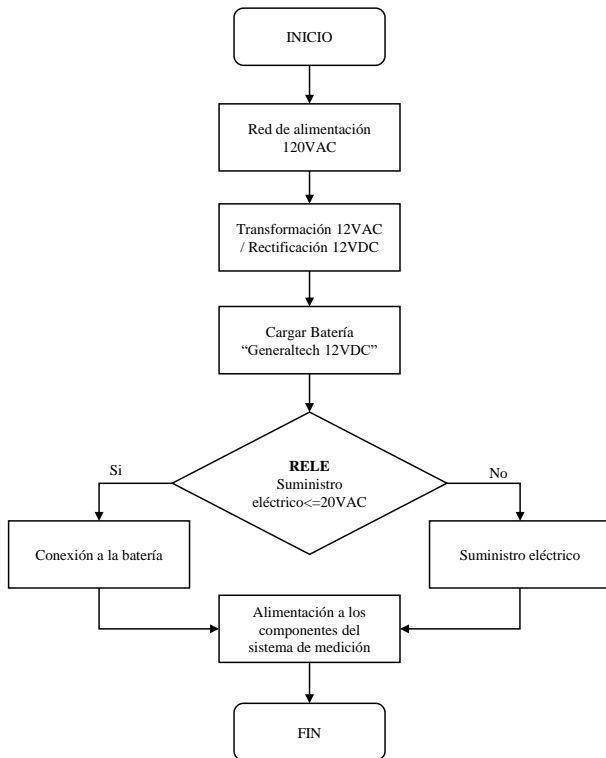 INICIO
Red de alimentación
120VAC
Transformación 12VAC
/ Rectificación 12VDC
Cargar Batería
“Generaltech 12VDC”
RELE
Suministro
eléctrico<=20VAC
Si
No
Conexión a la batería
Suministro eléctrico
Alimentación a los
componentes del
sistema de medición
FIN